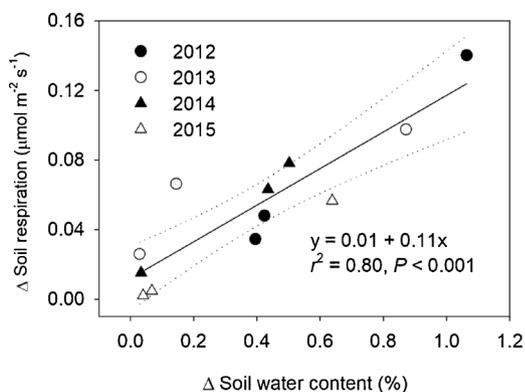 0.16
0.12
0.08
0.04
0.00
Δ Soil respiration (μmol m⁻² s⁻¹)
2012
2013
2014
2015
y = 0.01 + 0.11x
r² = 0.80, P < 0.001
0.0 0.2 0.4 0.6 0.8 1.0 1.2
Δ Soil water content (%)